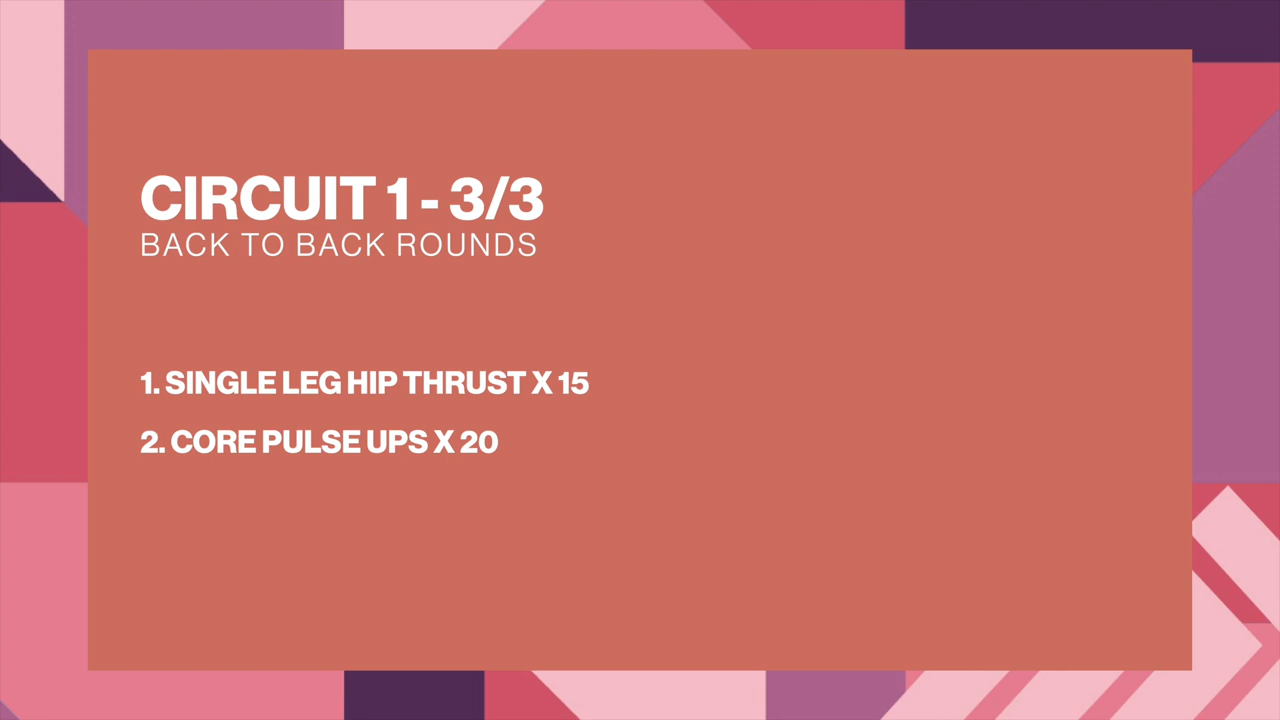 CIRCUIT 1 - 3/3
BACK TO BACK ROUNDS
1. SINGLE LEG HIP THRUST X 15
2. CORE PULSE UPS X 20